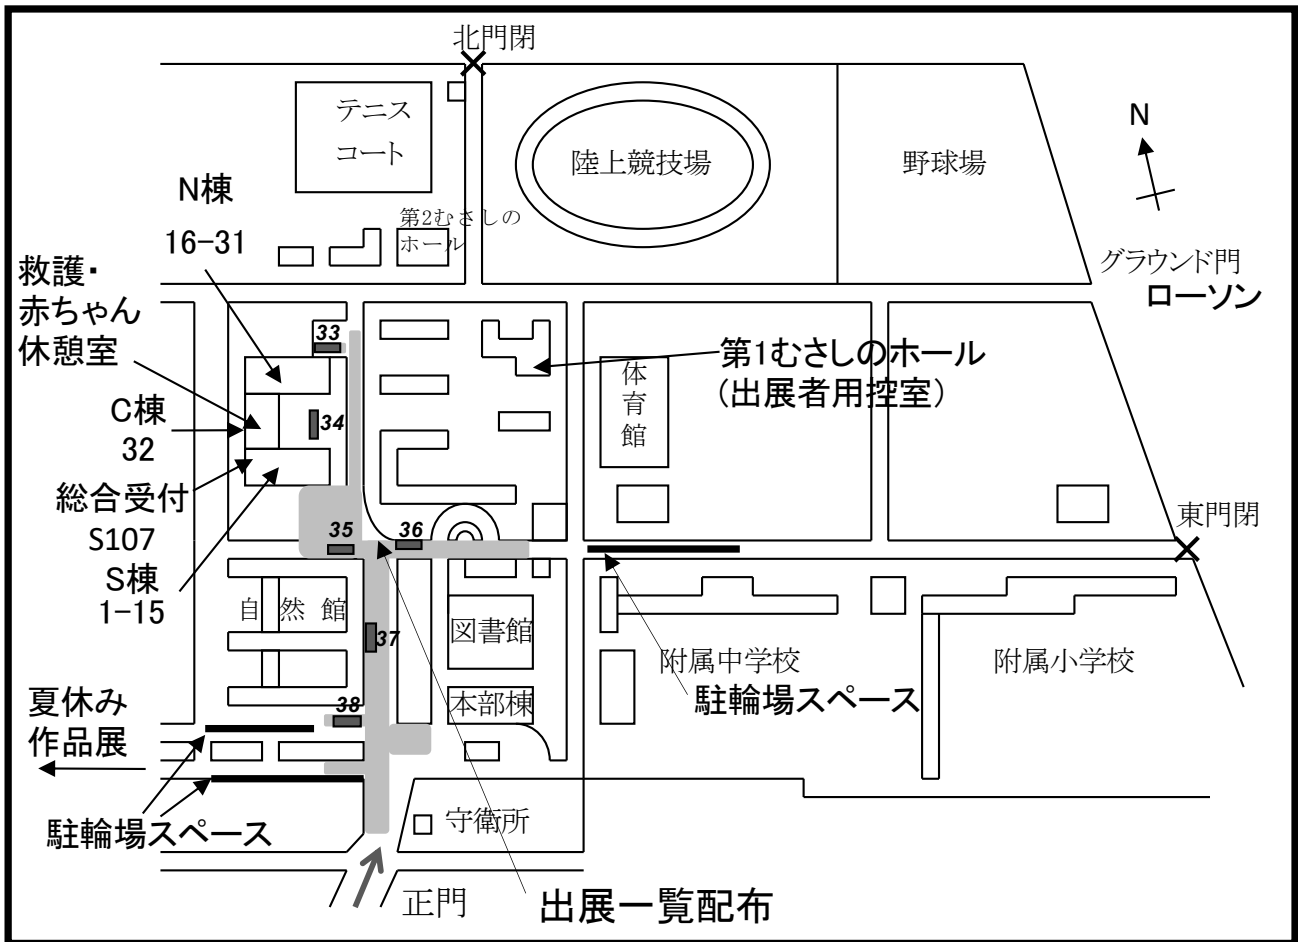 北門閉
テニス
コート
陸上競技場
野球場
N
N棟
16-31
第2むさしの
ホール
グラウンド門
ローソン
救護・
赤ちゃん
休憩室
33
第1むさしのホール
(出展者用控室)
体
育
館
C棟
32
34
総合受付
S107
S棟
1-15
35
36
東門閉
自然館
37
図書館
附属中学校
附属小学校
駐輪場スペース
夏休み
作品展
38
本部棟
駐輪場スペース
守衛所
正門
出展一覧配布